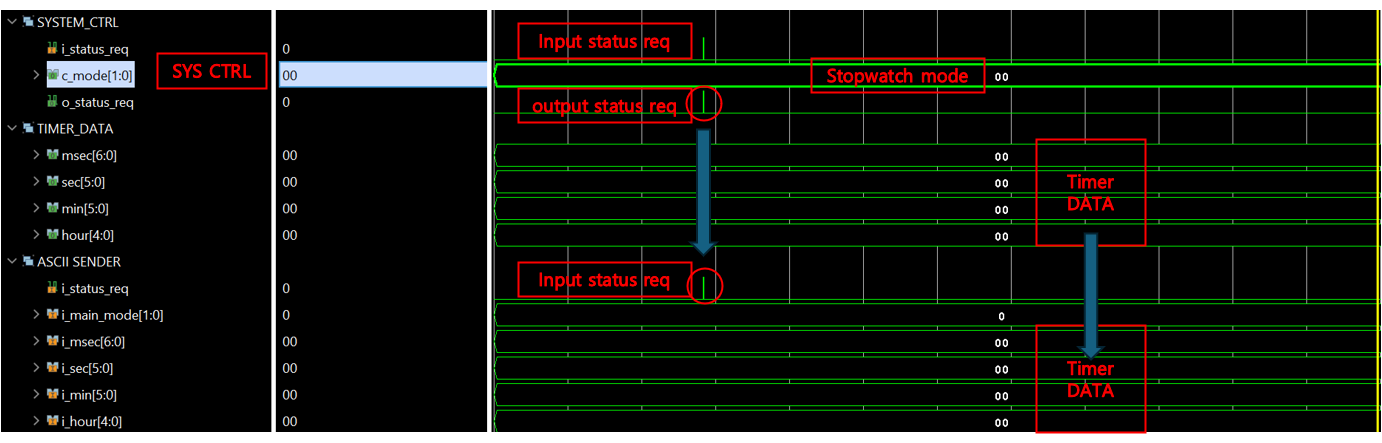 SYSTEM_CTRL
i_status_req 0 Input status req
c_mode[1:0] SYS CTRL 00 Stopwatch mode 00
o_status_req 0 output status req
TIMER_DATA
msec[6:0] 00 00
sec[5:0] 00 00 Timer
min[5:0] 00 00 DATA
hour[4:0] 00 00
ASCII SENDER
i_status_req 0 Input status req
i_main_mode[1:0] 0 0
i_msec[6:0] 00 00
i_sec[5:0] 00 00 Timer
i_min[5:0] 00 00 DATA
i_hour[4:0] 00 00